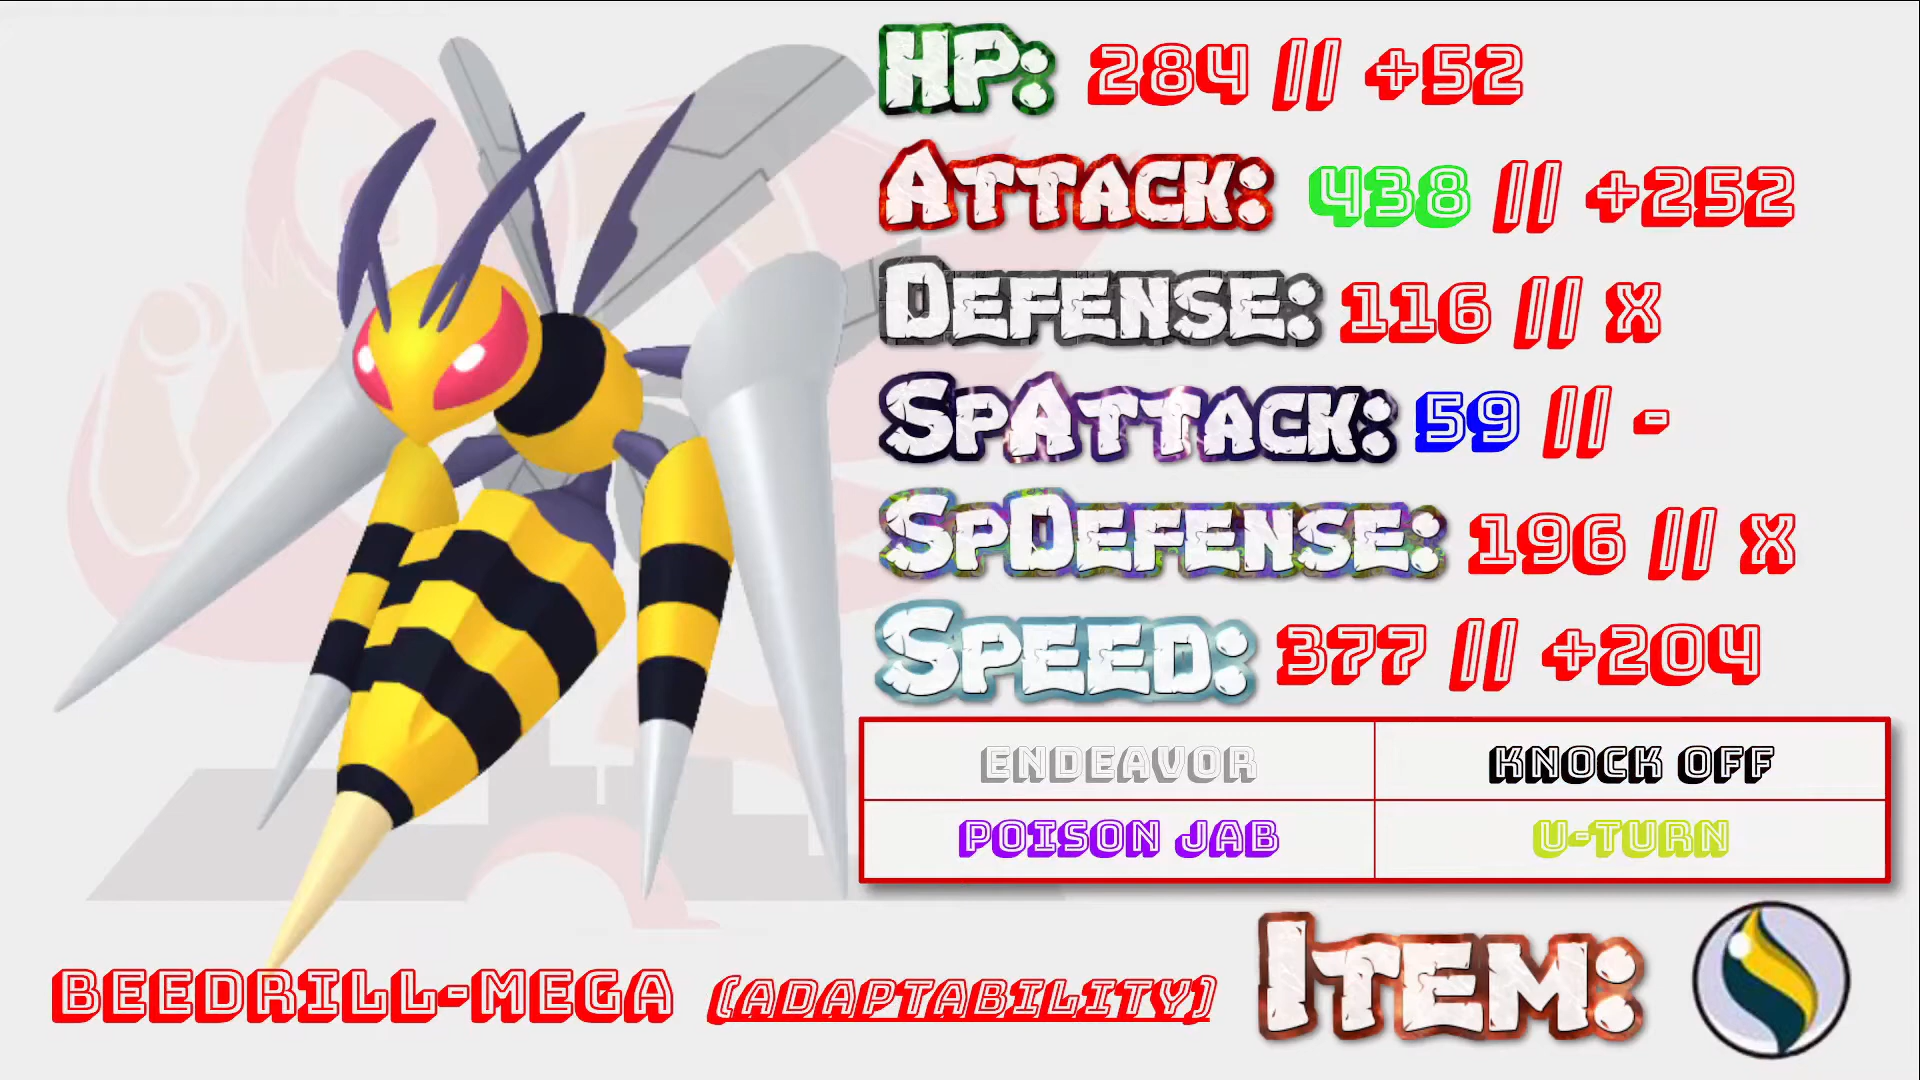 HP: 284 // +52
Attack: 438 // +252
Defense: 116 // X
SpAttack: 59 // -
SpDefense: 196 // X
Speed: 377 // +204
ENDEAVOR KNOCK OFF
POISON JAB U-TURN
BEEDRILL-MEGA (ADAPTABILITY) Item: